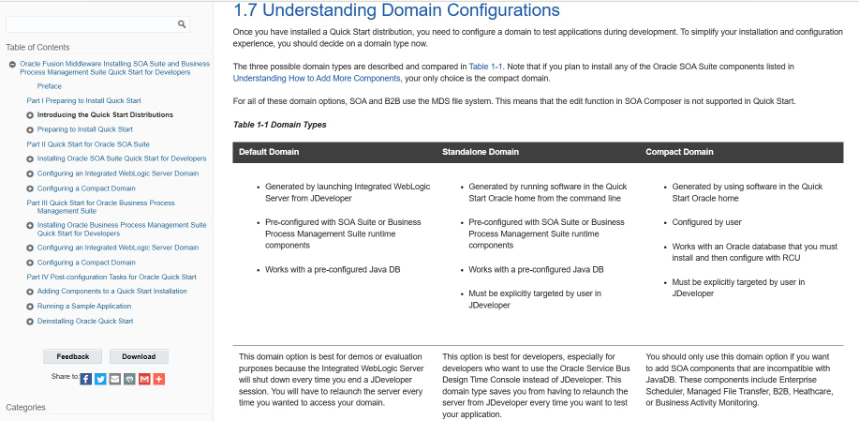 Table of Contents
Oracle Fusion Middleware Installing SOA Suite and Business
Process Management Suite Quick Start for Developers
Preface
Part I Preparing to Install Quick Start
Introducing the Quick Start Distributions
Preparing to Install Quick Start
Part II Quick Start for Oracle SOA Suite
Installing Oracle SOA Suite Quick Start for Developers
Configuring an Integrated WebLogic Server Domain
Configuring a Compact Domain
Part III Quick Start for Oracle Business Process
Management Suite
Installing Oracle Business Process Management Suite
Quick Start for Developers
Configuring an Integrated WebLogic Server Domain
Configuring a Compact Domain
Part IV Post-configuration Tasks for Oracle Quick Start
Adding Components to a Quick Start Installation
Running a Sample Application
Deinstalling Oracle Quick Start
Feedback
Download
Share to:
Categories
1.7 Understanding Domain Configurations
Once you have installed a Quick Start distribution, you need to configure a domain to test applications during development. To simplify your installation and configuration
experience, you should decide on a domain type now.
The three possible domain types are described and compared in Table 1-1. Note that if you plan to install any of the Oracle SOA Suite components listed in
Understanding How to Add More Components, your only choice is the compact domain.
For all of these domain options, SOA and B2B use the MDS file system. This means that the edit function in SOA Composer is not supported in Quick Start.
Table 1-1 Domain Types
Default Domain
Standalone Domain
Compact Domain
• Generated by launching Integrated WebLogic
Server from JDeveloper
• Pre-configured with SOA Suite or Business
Process Management Suite runtime
components
• Works with a pre-configured Java DB
• Generated by running software in the Quick
Start Oracle home from the command line
• Pre-configured with SOA Suite or Business
Process Management Suite runtime
components
• Works with a pre-configured Java DB
• Must be explicitly targeted by user in
JDeveloper
• Generated by using software in the Quick
Start Oracle home
• Configured by user
• Works with an Oracle database that you must
install and then configure with RCU
• Must be explicitly targeted by user in
JDeveloper
This domain option is best for demos or evaluation
purposes because the Integrated WebLogic Server
will shut down every time you end a JDeveloper
session. You will have to relaunch the server every
time you wanted to access your domain.
This option is best for developers, especially for
developers who want to use the Oracle Service Bus
Design Time Console instead of JDeveloper. This
domain type saves you from having to relaunch the
server from JDeveloper every time you want to test
your application.
You should only use this domain option if you want
to add SOA components that are incompatible with
JavaDB. These components include Enterprise
Scheduler, Managed File Transfer, B2B, Heathcare,
or Business Activity Monitoring.